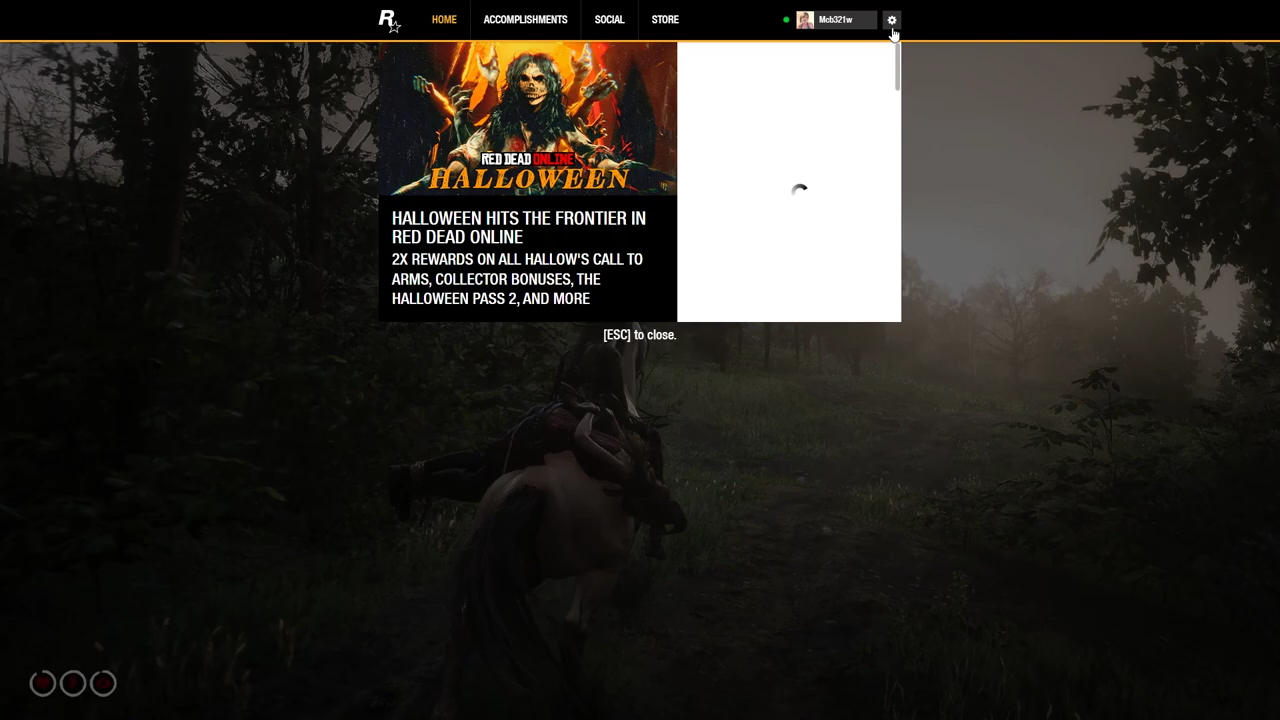 R
HOME
ACCOMPLISHMENTS
SOCIAL
STORE
Mcb321w
RED DEAD ONLINE
HALLOWEEN
HALLOWEEN HITS THE FRONTIER IN
RED DEAD ONLINE
2X REWARDS ON ALL HALLOW'S CALL TO
ARMS, COLLECTOR BONUSES, THE
HALLOWEEN PASS 2, AND MORE
[ESC] to close.